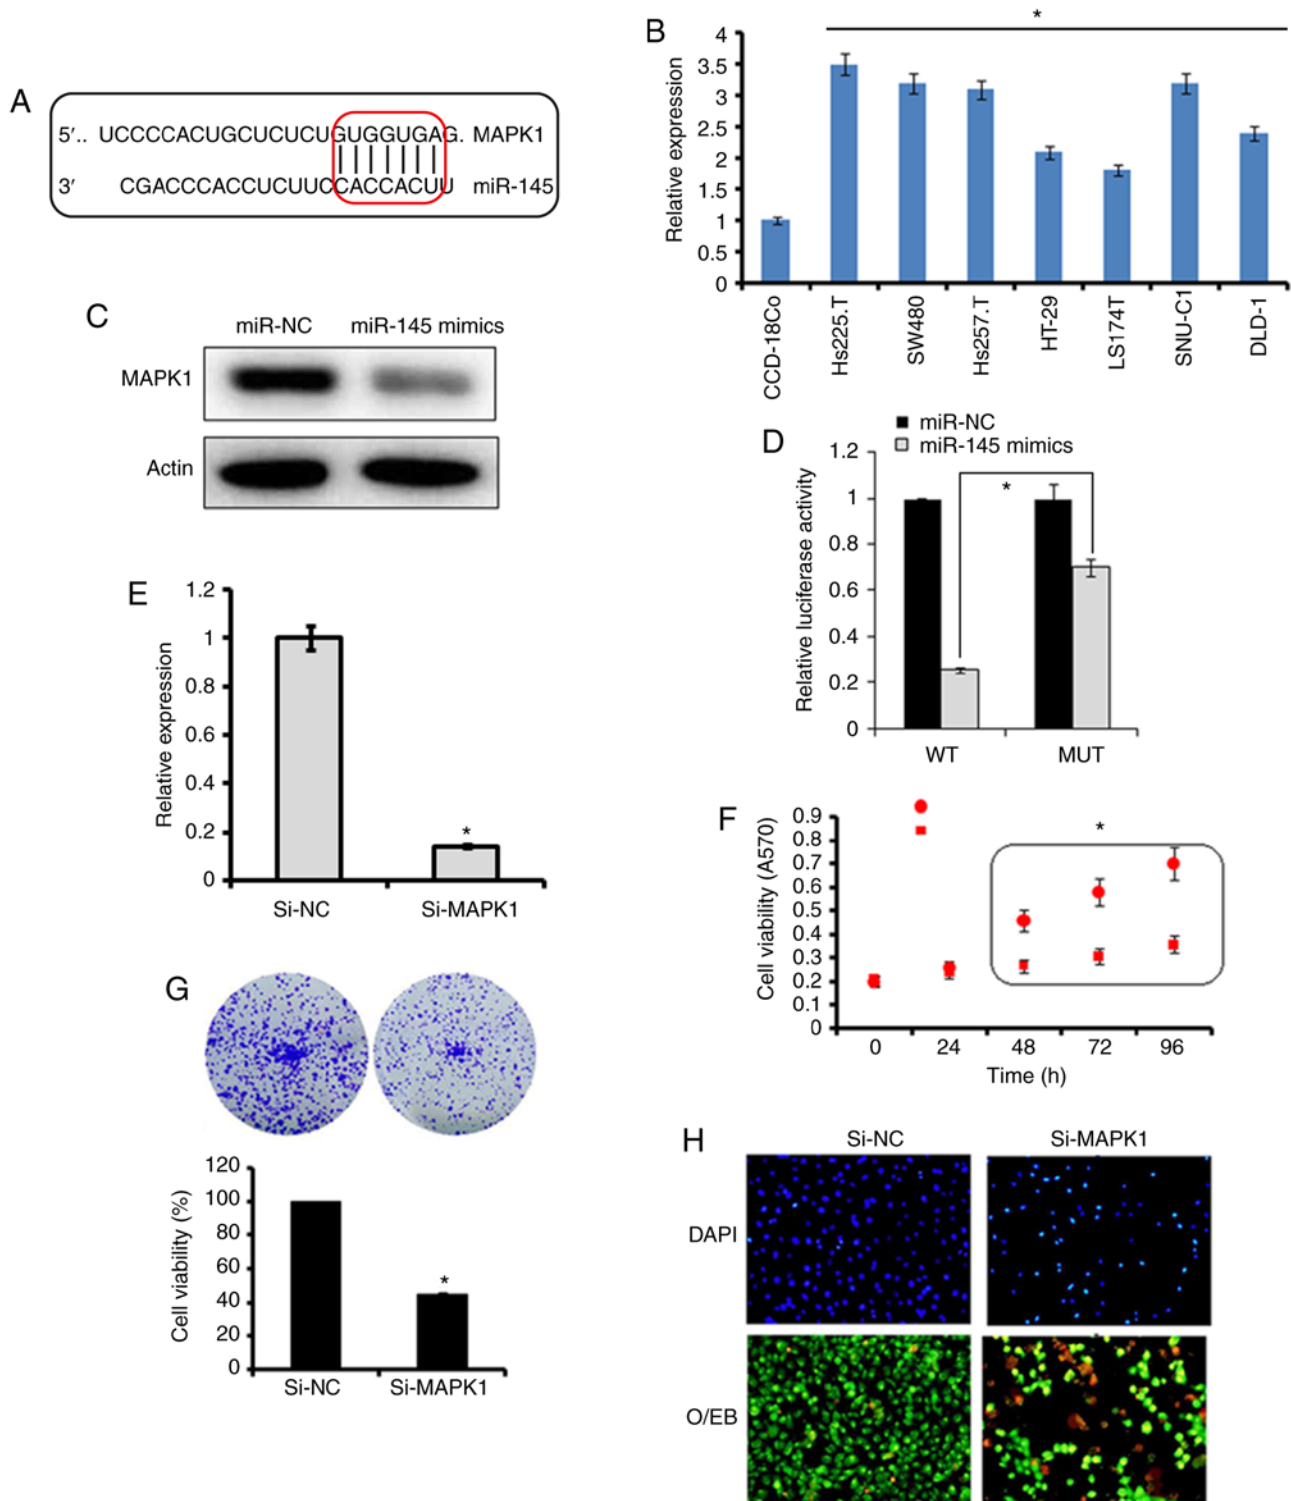 A
5′.. UCCCCACUGCUCUCUGUGGUGAG. MAPK1
3′ CGACCCACCUCUUCCACCACUU miR-145
B
*
Relative expression
4
3.5
3
2.5
2
1.5
1
0.5
0
CCD-18Co
Hs225.T
SW480
Hs257.T
HT-29
LS174T
SNU-C1
DLD-1
C
miR-NC miR-145 mimics
MAPK1
Actin
D
miR-NC
miR-145 mimics
*
Relative luciferase activity
1.2
1
0.8
0.6
0.4
0.2
0
WT MUT
E
Relative expression
1.2
1
0.8
0.6
0.4
0.2
0
*
Si-NC Si-MAPK1
F
Cell viability (A570)
0.9
0.8
0.7
0.6
0.5
0.4
0.3
0.2
0.1
0
*
0 24 48 72 96
Time (h)
G
Cell viability (%)
120
100
80
60
40
20
0
*
Si-NC Si-MAPK1
H
Si-NC Si-MAPK1
DAPI
O/EB